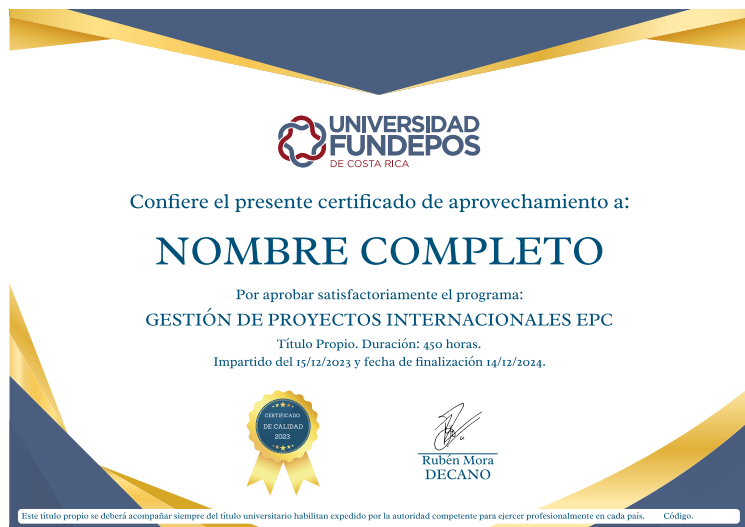 UNIVERSIDAD
FUNDEPOS
DE COSTA RICA
Confiere el presente certificado de aprovechamiento a:
NOMBRE COMPLETO
Por aprobar satisfactoriamente el programa:
GESTIÓN DE PROYECTOS INTERNACIONALES EPC
Título Propio. Duración: 450 horas.
Impartido del 15/12/2023 y fecha de finalización 14/12/2024.
CERTIFICADO
DE CALIDAD
2023
Rubén Mora
DECANO
Este título propio se deberá acompañar siempre del título universitario habilitan expedido por la autoridad competente para ejercer profesionalmente en cada país. Código.